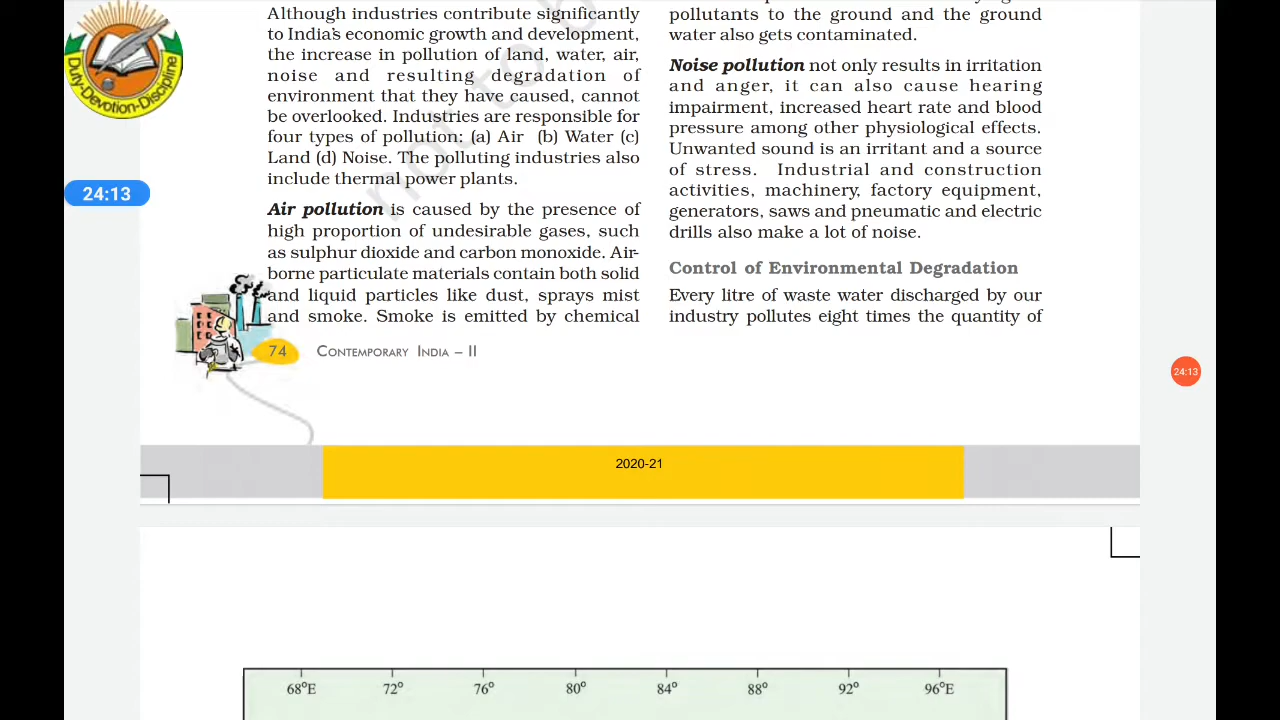 Duty-Devotion-Discipline
24:13
Although industries contribute significantly
to India's economic growth and development,
the increase in pollution of land, water, air,
noise and resulting degradation of
environment that they have caused, cannot
be overlooked. Industries are responsible for
four types of pollution: (a) Air (b) Water (c)
Land (d) Noise. The polluting industries also
include thermal power plants.
Air pollution is caused by the presence of
high proportion of undesirable gases, such
as sulphur dioxide and carbon monoxide. Air-
borne particulate materials contain both solid
and liquid particles like dust, sprays mist
and smoke. Smoke is emitted by chemical
pollutants to the ground and the ground
water also gets contaminated.
Noise pollution not only results in irritation
and anger, it can also cause hearing
impairment, increased heart rate and blood
pressure among other physiological effects.
Unwanted sound is an irritant and a source
of stress. Industrial and construction
activities, machinery, factory equipment,
generators, saws and pneumatic and electric
drills also make a lot of noise.
Control of Environmental Degradation
Every litre of waste water discharged by our
industry pollutes eight times the quantity of
not to b
74 Contemporary India – II
24:13
2020-21
68°E 72° 76° 80° 84° 88° 92° 96°E